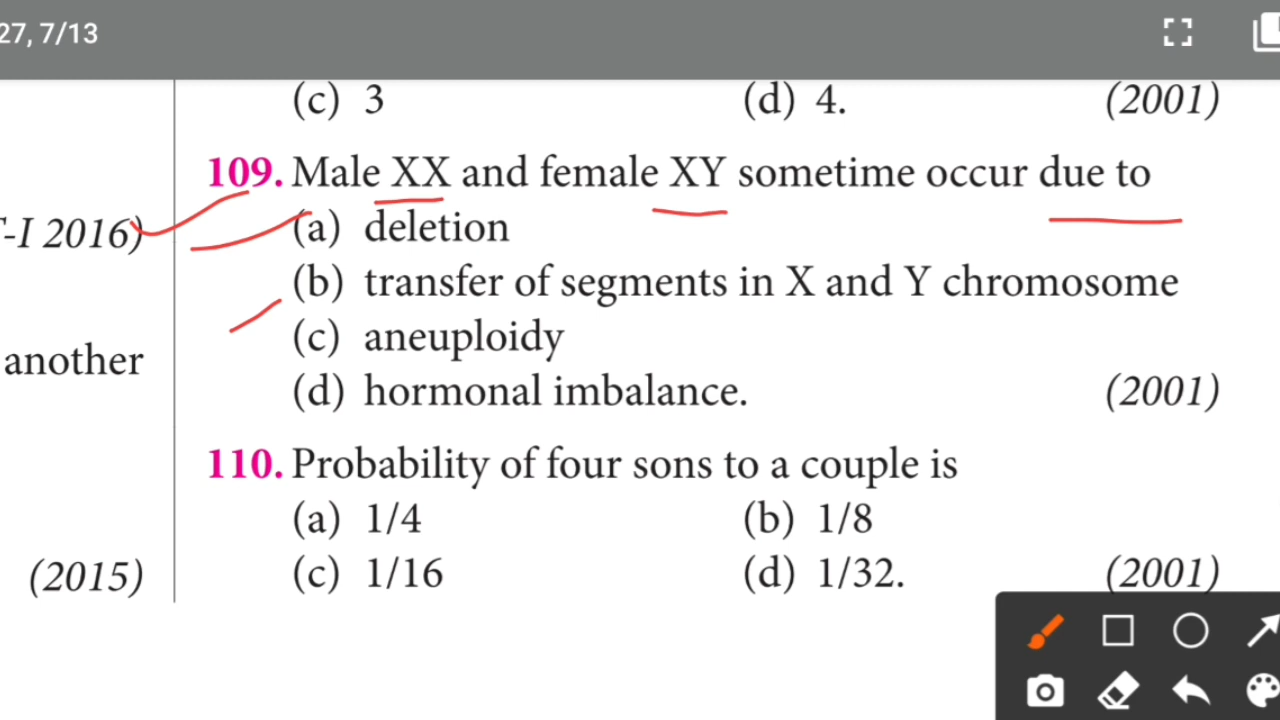 27, 7/13
(c) 3 (d) 4. (2001)
109. Male XX and female XY sometime occur due to
-I 2016)
(a) deletion
(b) transfer of segments in X and Y chromosome
(c) aneuploidy
another
(d) hormonal imbalance. (2001)
110. Probability of four sons to a couple is
(a) 1/4 (b) 1/8
(2015)
(c) 1/16 (d) 1/32. (2001)